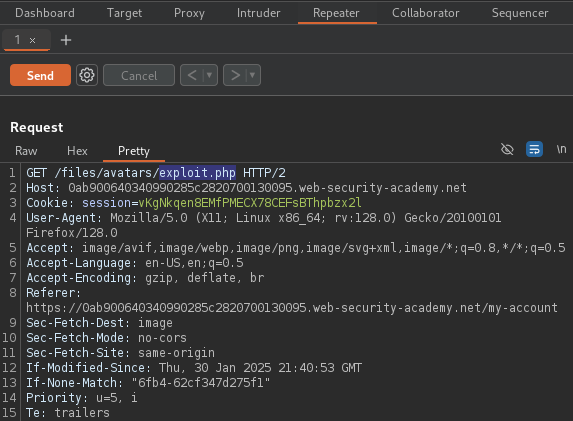 Dashboard Target Proxy Intruder Repeater Collaborator Sequencer
1 × +
Send Cancel < ▾ > ▾
Request
Raw Hex Pretty \n
1 GET /files/avatars/exploit.php HTTP/2
2 Host: 0ab900640340990285c2820700130095.web-security-academy.net
3 Cookie: session=vKgNkqen8EMfPMECX78CEFsBThpbzx2l
4 User-Agent: Mozilla/5.0 (X11; Linux x86_64; rv:128.0) Gecko/20100101
Firefox/128.0
5 Accept: image/avif,image/webp,image/png,image/svg+xml,image/*;q=0.8,*/*;q=0.5
6 Accept-Language: en-US,en;q=0.5
7 Accept-Encoding: gzip, deflate, br
8 Referer:
https://0ab900640340990285c2820700130095.web-security-academy.net/my-account
9 Sec-Fetch-Dest: image
10 Sec-Fetch-Mode: no-cors
11 Sec-Fetch-Site: same-origin
12 If-Modified-Since: Thu, 30 Jan 2025 21:40:53 GMT
13 If-None-Match: "6fb4-62cf347d275f1"
14 Priority: u=5, i
15 Te: trailers